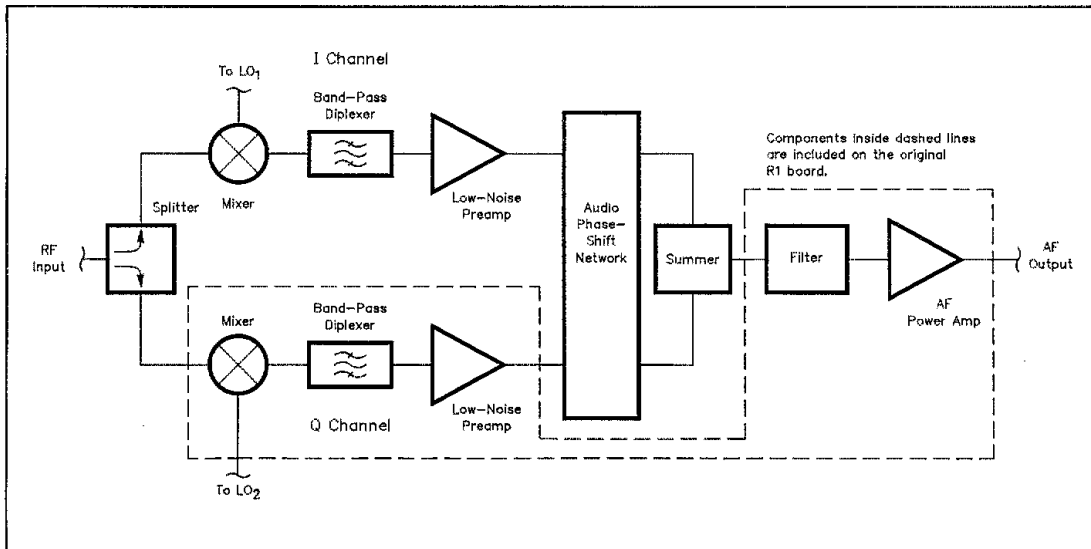 I Channel
To LO1
Band-Pass
Diplexer
Mixer
Low-Noise
Preamp
Splitter
RF
Input
Audio
Phase-
Shift
Network
Summer
Components inside dashed lines
are included on the original
R1 board.
Filter
AF
Power Amp
AF
Output
Mixer
Band-Pass
Diplexer
Low-Noise
Preamp
Q Channel
To LO2